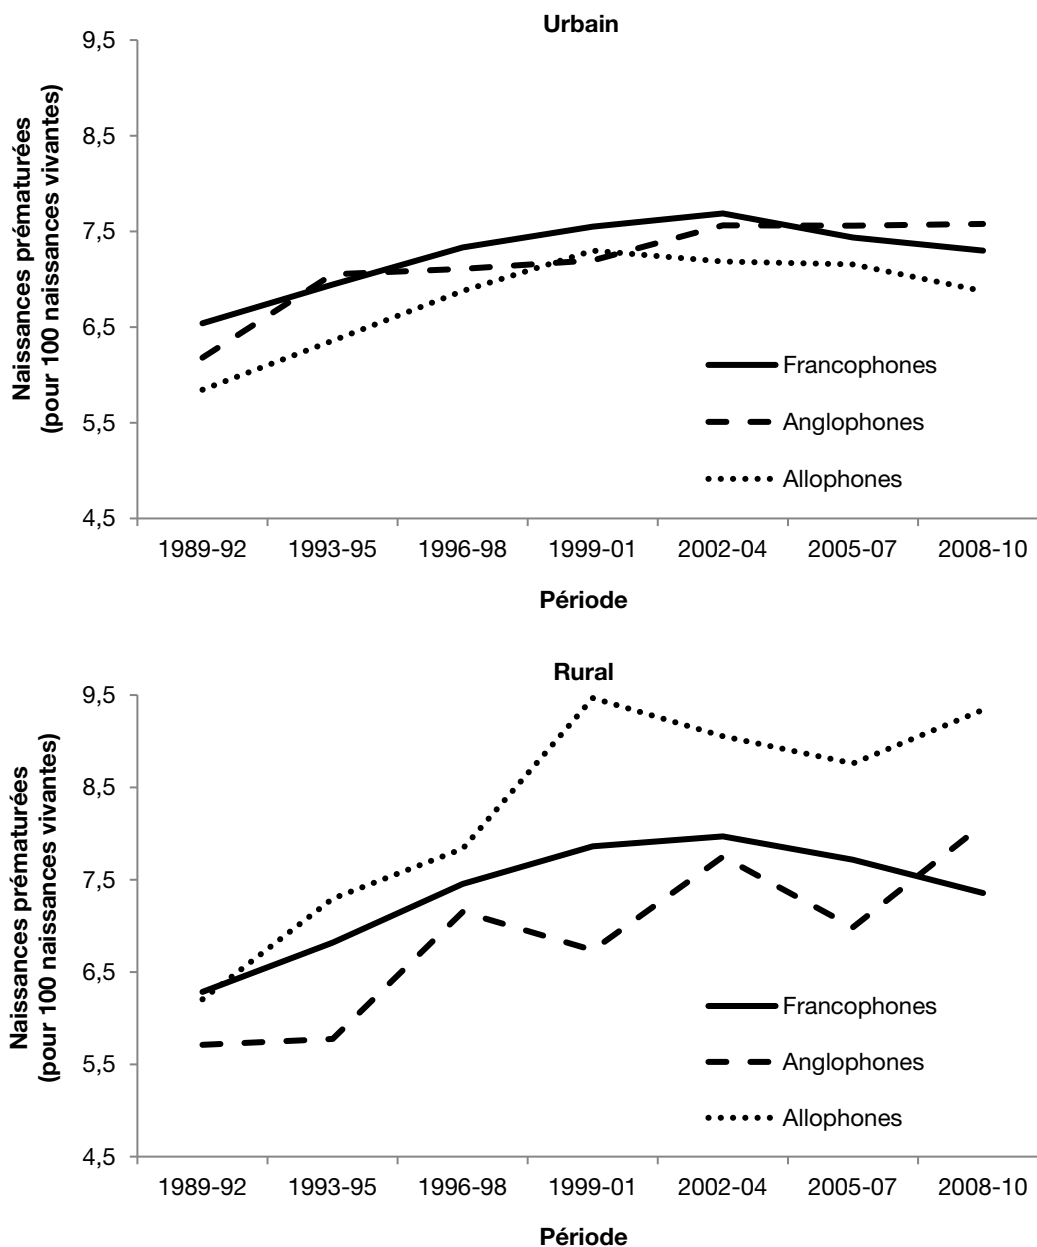 Urbain
Naissances prématurées
(pour 100 naissances vivantes)
9,5
8,5
7,5
6,5
5,5
4,5
Francophones
Anglophones
Allophones
1989-92 1993-95 1996-98 1999-01 2002-04 2005-07 2008-10
Période
Rural
Naissances prématurées
(pour 100 naissances vivantes)
9,5
8,5
7,5
6,5
5,5
4,5
Francophones
Anglophones
Allophones
1989-92 1993-95 1996-98 1999-01 2002-04 2005-07 2008-10
Période